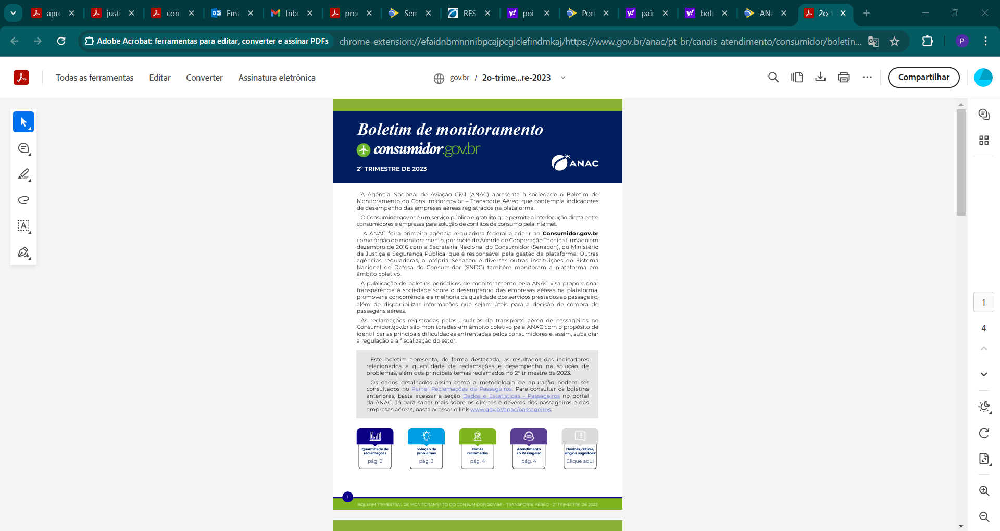 apre
justi
com
Ema
Inbo
pro
Sem
RES
poi
Port
pain
bole
ANA
2o-t
Adobe Acrobat: ferramentas para editar, converter e assinar PDFs
chrome-extension://efaidnbmnnnibpcajpcglclefindmkaj/https://www.gov.br/anac/pt-br/canais_atendimento/consumidor/boletin...
P
Todas as ferramentas
Editar
Converter
Assinatura eletrônica
gov.br / 2o-trime...re-2023
Compartilhar
Boletim de monitoramento
consumidor.gov.br
2º TRIMESTRE DE 2023
ANAC
A Agência Nacional de Aviação Civil (ANAC) apresenta à sociedade o Boletim de
Monitoramento do Consumidor.gov.br – Transporte Aéreo, que contempla indicadores
de desempenho das empresas aéreas registrados na plataforma.
O Consumidor.gov.br é um serviço público e gratuito que permite a interlocução direta entre
consumidores e empresas para solução de conflitos de consumo pela internet.
A ANAC foi a primeira agência reguladora federal a aderir ao Consumidor.gov.br
como órgão de monitoramento, por meio de Acordo de Cooperação Técnica firmado em
dezembro de 2016 com a Secretaria Nacional do Consumidor (Senacon), do Ministério
da Justiça e Segurança Pública, que é responsável pela gestão da plataforma. Outras
agências reguladoras, a própria Senacon e diversas outras instituições do Sistema
Nacional de Defesa do Consumidor (SNDC) também monitoram a plataforma em
âmbito coletivo.
A publicação de boletins periódicos de monitoramento pela ANAC visa proporcionar
transparência à sociedade sobre o desempenho das empresas aéreas na plataforma,
promover a concorrência e a melhoria da qualidade dos serviços prestados ao passageiro,
além de disponibilizar informações que sejam úteis para a decisão de compra de
passagens aéreas.
As reclamações registradas pelos usuários do transporte aéreo de passageiros no
Consumidor.gov.br são monitoradas em âmbito coletivo pela ANAC com o propósito de
identificar as principais dificuldades enfrentadas pelos consumidores e, assim, subsidiar
a regulação e a fiscalização do setor.
Este boletim apresenta, de forma destacada, os resultados dos indicadores
relacionados a quantidade de reclamações e desempenho na solução de
problemas, além dos principais temas reclamados no 2º trimestre de 2023.
Os dados detalhados assim como a metodologia de apuração podem ser
consultados no Painel Reclamações de Passageiros. Para consultar os boletins
anteriores, basta acessar a seção Dados e Estatísticas - Passageiros no portal
da ANAC. Já para saber mais sobre os direitos e deveres dos passageiros e das
empresas aéreas, basta acessar o link www.gov.br/anac/passageiros.
Quantidade de
reclamações
pág. 2
Solução de
problemas
pág. 3
Temas
reclamados
pág. 4
Atendimento
ao Passageiro
pág. 4
Dúvidas, críticas,
elogios, sugestões:
Clique aqui
1
BOLETIM TRIMESTRAL DE MONITORAMENTO DO CONSUMIDOR.GOV.BR – TRANSPORTE AÉREO - 2º TRIMESTRE DE 2023
1
4